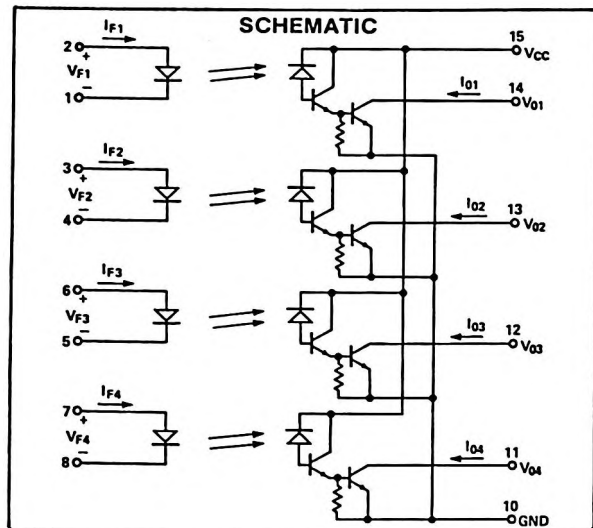 SCHEMATIC
IF1
2 +
VF1
1 −
15
VCC
IO1
14
VO1
IF2
3 +
VF2
4 −
IO2
13
VO2
IF3
6 +
VF3
5 −
IO3
12
VO3
IF4
7 +
VF4
8 −
IO4
11
VO4
10
GND